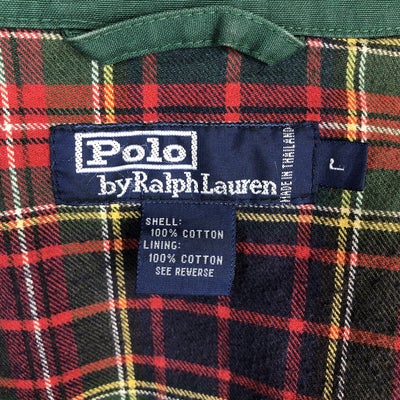 Polo
by Ralph Lauren
MADE IN THAILAND
L
SHELL:
100% COTTON
LINING:
100% COTTON
SEE REVERSE